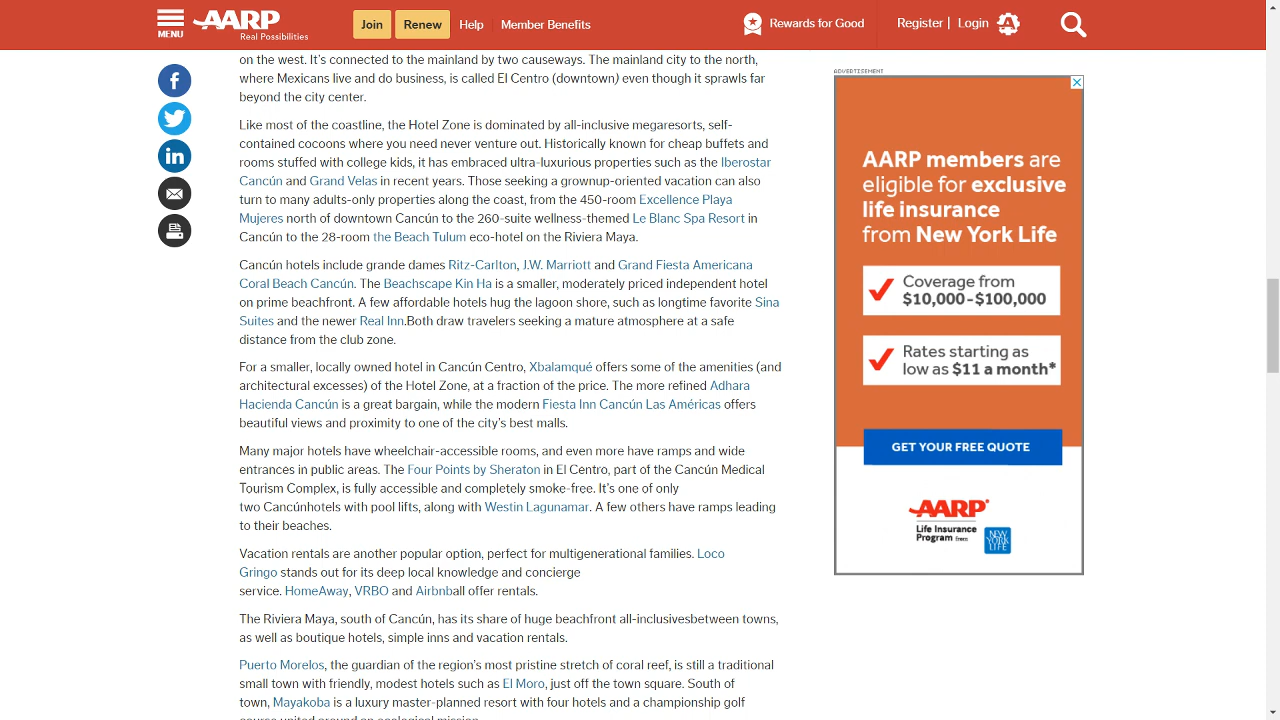 MENU
AARP
Real Possibilities
Join
Renew
Help
Member Benefits
Rewards for Good
Register |
Login
on the west. It’s connected to the mainland by two causeways. The mainland city to the north,
where Mexicans live and do business, is called El Centro (downtown) even though it sprawls far
beyond the city center.
Like most of the coastline, the Hotel Zone is dominated by all-inclusive megaresorts, self-
contained cocoons where you need never venture out. Historically known for cheap buffets and
rooms stuffed with college kids, it has embraced ultra-luxurious properties such as the Iberostar
Cancún and Grand Velas in recent years. Those seeking a grownup-oriented vacation can also
turn to many adults-only properties along the coast, from the 450-room Excellence Playa
Mujeres north of downtown Cancún to the 260-suite wellness-themed Le Blanc Spa Resort in
Cancún to the 28-room the Beach Tulum eco-hotel on the Riviera Maya.
Cancún hotels include grande dames Ritz-Carlton, J.W. Marriott and Grand Fiesta Americana
Coral Beach Cancún. The Beachscape Kin Ha is a smaller, moderately priced independent hotel
on prime beachfront. A few affordable hotels hug the lagoon shore, such as longtime favorite Sina
Suites and the newer Real Inn.Both draw travelers seeking a mature atmosphere at a safe
distance from the club zone.
For a smaller, locally owned hotel in Cancún Centro, Xbalamqué offers some of the amenities (and
architectural excesses) of the Hotel Zone, at a fraction of the price. The more refined Adhara
Hacienda Cancún is a great bargain, while the modern Fiesta Inn Cancún Las Américas offers
beautiful views and proximity to one of the city’s best malls.
Many major hotels have wheelchair-accessible rooms, and even more have ramps and wide
entrances in public areas. The Four Points by Sheraton in El Centro, part of the Cancún Medical
Tourism Complex, is fully accessible and completely smoke-free. It’s one of only
two Cancúnhotels with pool lifts, along with Westin Lagunamar. A few others have ramps leading
to their beaches.
Vacation rentals are another popular option, perfect for multigenerational families. Loco
Gringo stands out for its deep local knowledge and concierge
service. HomeAway, VRBO and Airbnball offer rentals.
The Riviera Maya, south of Cancún, has its share of huge beachfront all-inclusivesbetween towns,
as well as boutique hotels, simple inns and vacation rentals.
Puerto Morelos, the guardian of the region’s most pristine stretch of coral reef, is still a traditional
small town with friendly, modest hotels such as El Moro, just off the town square. South of
town, Mayakoba is a luxury master-planned resort with four hotels and a championship golf
course united around an ecological mission.
ADVERTISEMENT
AARP members are
eligible for exclusive
life insurance
from New York Life
Coverage from
$10,000-$100,000
Rates starting as
low as $11 a month*
GET YOUR FREE QUOTE
AARP
Life Insurance
Program from
NEW
YORK
LIFE